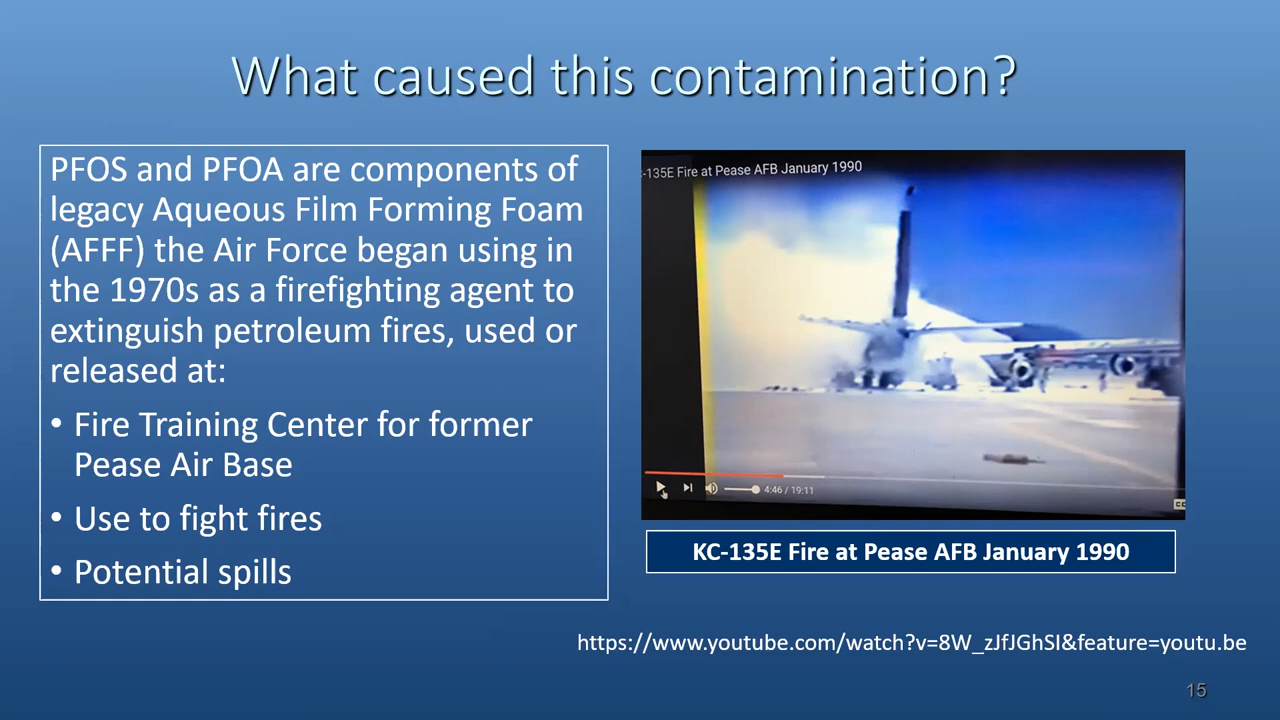 What caused this contamination?
PFOS and PFOA are components of
legacy Aqueous Film Forming Foam
(AFFF) the Air Force began using in
the 1970s as a firefighting agent to
extinguish petroleum fires, used or
released at:
• Fire Training Center for former
Pease Air Base
• Use to fight fires
• Potential spills
-135E Fire at Pease AFB January 1990
4:46 / 19:11
CC
KC-135E Fire at Pease AFB January 1990
https://www.youtube.com/watch?v=8W_zJfJGhSI&feature=youtu.be
15